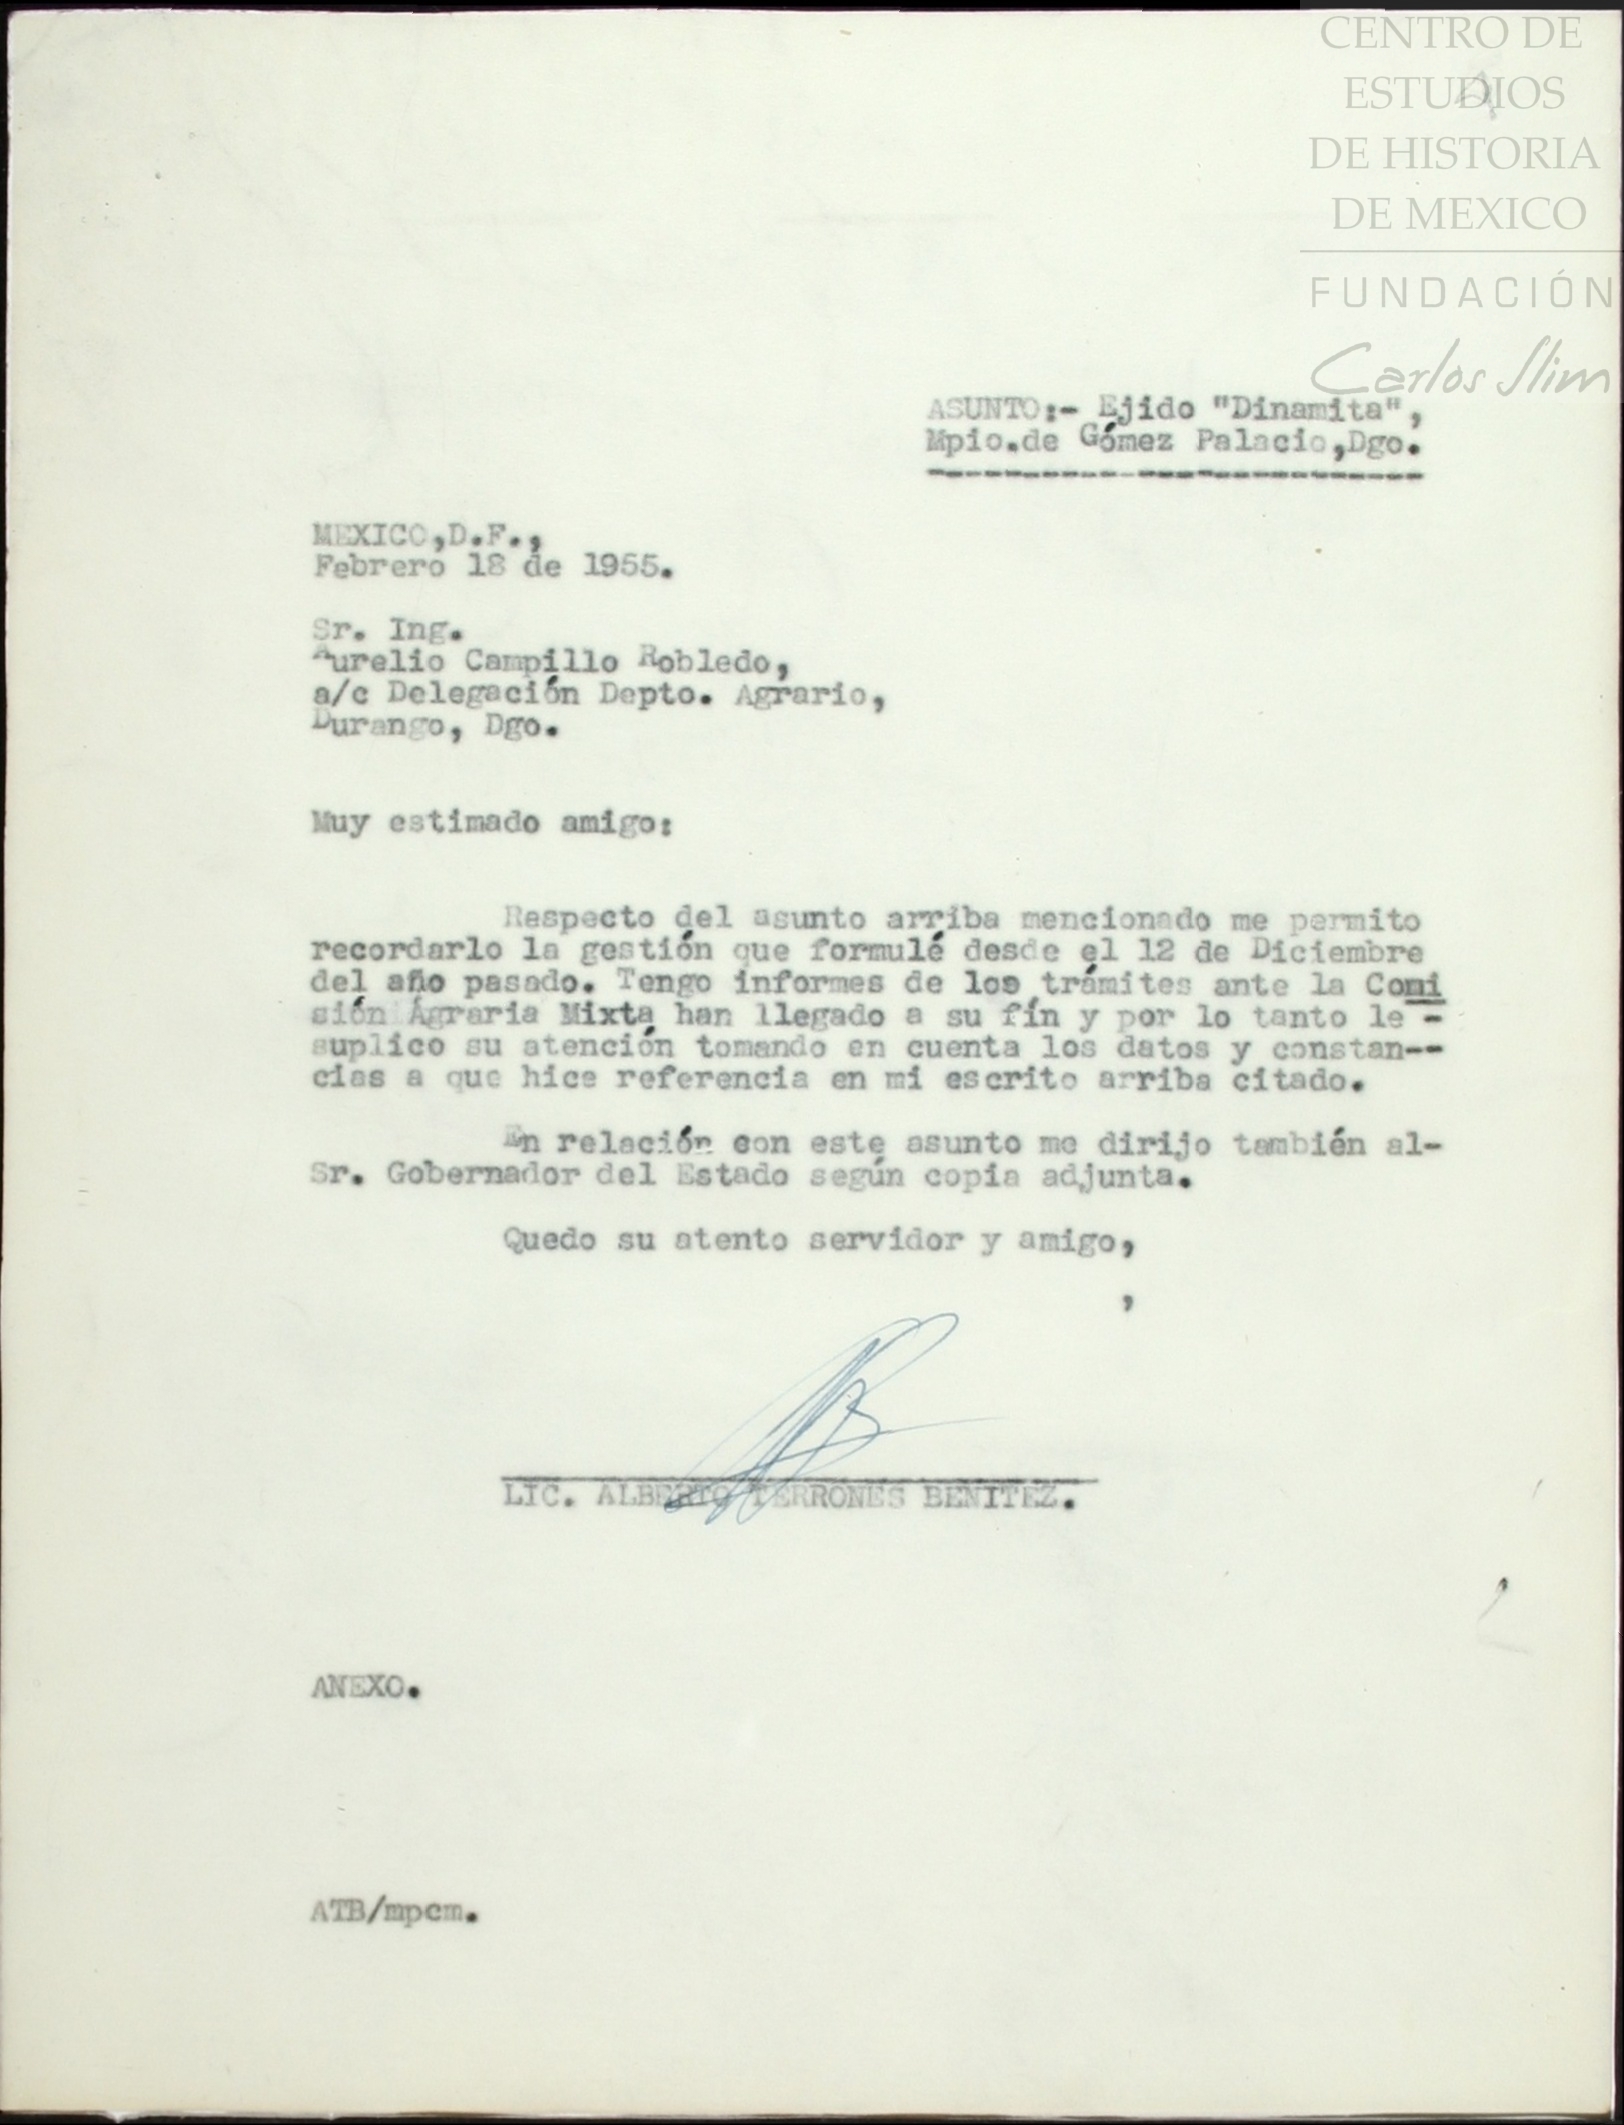 CENTRO DE
ESTUDIOS
DE HISTORIA
DE MEXICO
FUNDACIÓN
Carlos Slim
ASUNTO:- Ejido "Dinamita",
Mpio.de Gómez Palacio,Dgo.
MEXICO,D.F.,
Febrero 18 de 1955.
Sr. Ing.
Aurelio Campillo Robledo,
a/c Delegación Depto. Agrario,
Durango, Dgo.
Muy estimado amigo:
Respecto del asunto arriba mencionado me permito
recordarlo la gestión que formulé desde el 12 de Diciembre
del año pasado. Tengo informes de los trámites ante la Comi
sión Agraria Mixta han llegado a su fín y por lo tanto le -
suplico su atención tomando en cuenta los datos y constan--
cias a que hice referencia en mi escrito arriba citado.
En relación con este asunto me dirijo también al-
Sr. Gobernador del Estado según copia adjunta.
Quedo su atento servidor y amigo,
,
LIC. ALBERTO TERRONES BENITEZ.
ANEXO.
ATB/mpcm.